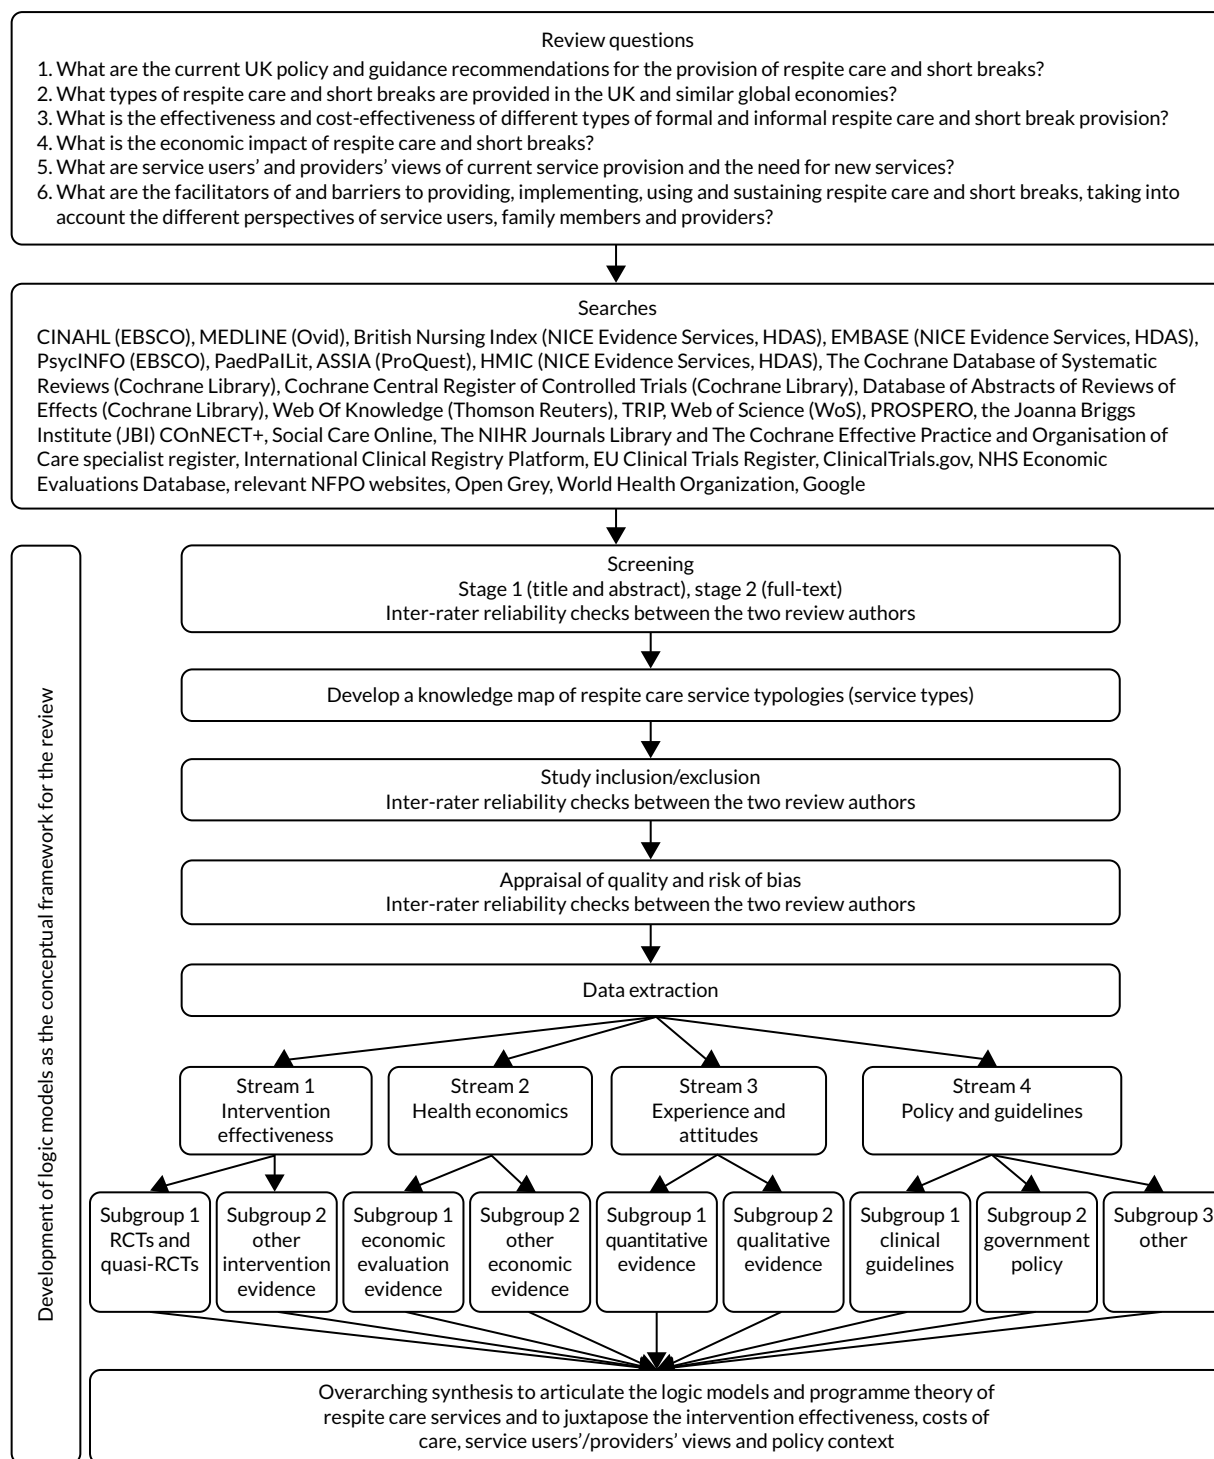 Review questions
1. What are the current UK policy and guidance recommendations for the provision of respite care and short breaks?
2. What types of respite care and short breaks are provided in the UK and similar global economies?
3. What is the effectiveness and cost-effectiveness of different types of formal and informal respite care and short break provision?
4. What is the economic impact of respite care and short breaks?
5. What are service users’ and providers’ views of current service provision and the need for new services?
6. What are the facilitators of and barriers to providing, implementing, using and sustaining respite care and short breaks, taking into
account the different perspectives of service users, family members and providers?
Searches
CINAHL (EBSCO), MEDLINE (Ovid), British Nursing Index (NICE Evidence Services, HDAS), EMBASE (NICE Evidence Services, HDAS),
PsycINFO (EBSCO), PaedPalLit, ASSIA (ProQuest), HMIC (NICE Evidence Services, HDAS), The Cochrane Database of Systematic
Reviews (Cochrane Library), Cochrane Central Register of Controlled Trials (Cochrane Library), Database of Abstracts of Reviews of
Effects (Cochrane Library), Web Of Knowledge (Thomson Reuters), TRIP, Web of Science (WoS), PROSPERO, the Joanna Briggs
Institute (JBI) COnNECT+, Social Care Online, The NIHR Journals Library and The Cochrane Effective Practice and Organisation of
Care specialist register, International Clinical Registry Platform, EU Clinical Trials Register, ClinicalTrials.gov, NHS Economic
Evaluations Database, relevant NFPO websites, Open Grey, World Health Organization, Google
Development of logic models as the conceptual framework for the review
Screening
Stage 1 (title and abstract), stage 2 (full-text)
Inter-rater reliability checks between the two review authors
Develop a knowledge map of respite care service typologies (service types)
Study inclusion/exclusion
Inter-rater reliability checks between the two review authors
Appraisal of quality and risk of bias
Inter-rater reliability checks between the two review authors
Data extraction
Stream 1
Intervention
effectiveness
Stream 2
Health economics
Stream 3
Experience and
attitudes
Stream 4
Policy and guidelines
Subgroup 1
RCTs and
quasi-RCTs
Subgroup 2
other
intervention
evidence
Subgroup 1
economic
evaluation
evidence
Subgroup 2
other
economic
evidence
Subgroup 1
quantitative
evidence
Subgroup 2
qualitative
evidence
Subgroup 1
clinical
guidelines
Subgroup 2
government
policy
Subgroup 3
other
Overarching synthesis to articulate the logic models and programme theory of
respite care services and to juxtapose the intervention effectiveness, costs of
care, service users’/providers’ views and policy context